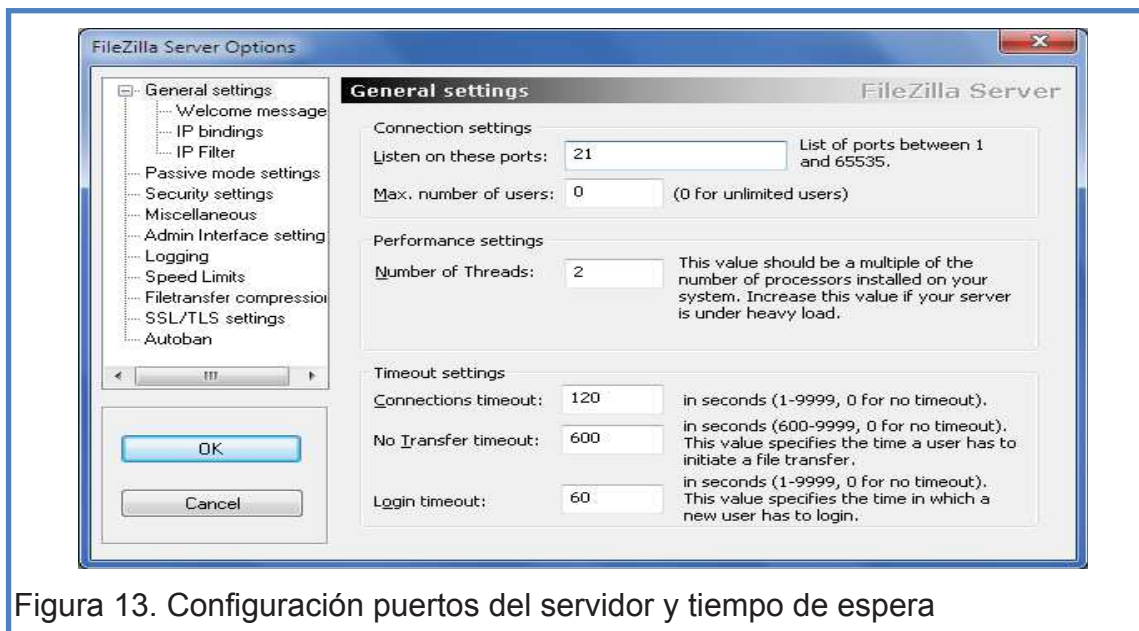 FileZilla Server Options
General settings
Welcome message
IP bindings
IP Filter
Passive mode settings
Security settings
Miscellaneous
Admin Interface setting
Logging
Speed Limits
Filetransfer compression
SSL/TLS settings
Autoban
OK
Cancel
General settings
FileZilla Server
Connection settings
Listen on these ports: 21
List of ports between 1
and 65535.
Max. number of users: 0 (0 for unlimited users)
Performance settings
Number of Threads: 2
This value should be a multiple of the
number of processors installed on your
system. Increase this value if your server
is under heavy load.
Timeout settings
Connections timeout: 120 in seconds (1-9999, 0 for no timeout).
No Transfer timeout: 600
in seconds (600-9999, 0 for no timeout).
This value specifies the time a user has to
initiate a file transfer.
Login timeout: 60
in seconds (1-9999, 0 for no timeout).
This value specifies the time in which a
new user has to login.
Figura 13. Configuración puertos del servidor y tiempo de espera